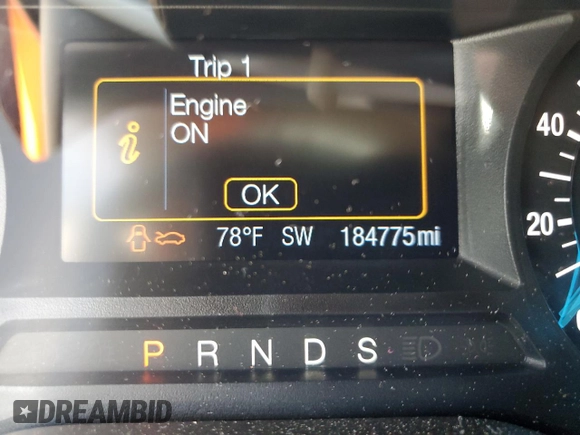 Trip 1
Engine
ON
OK
78°F SW 184775mi
40
20
P R N D S
DREAMBID